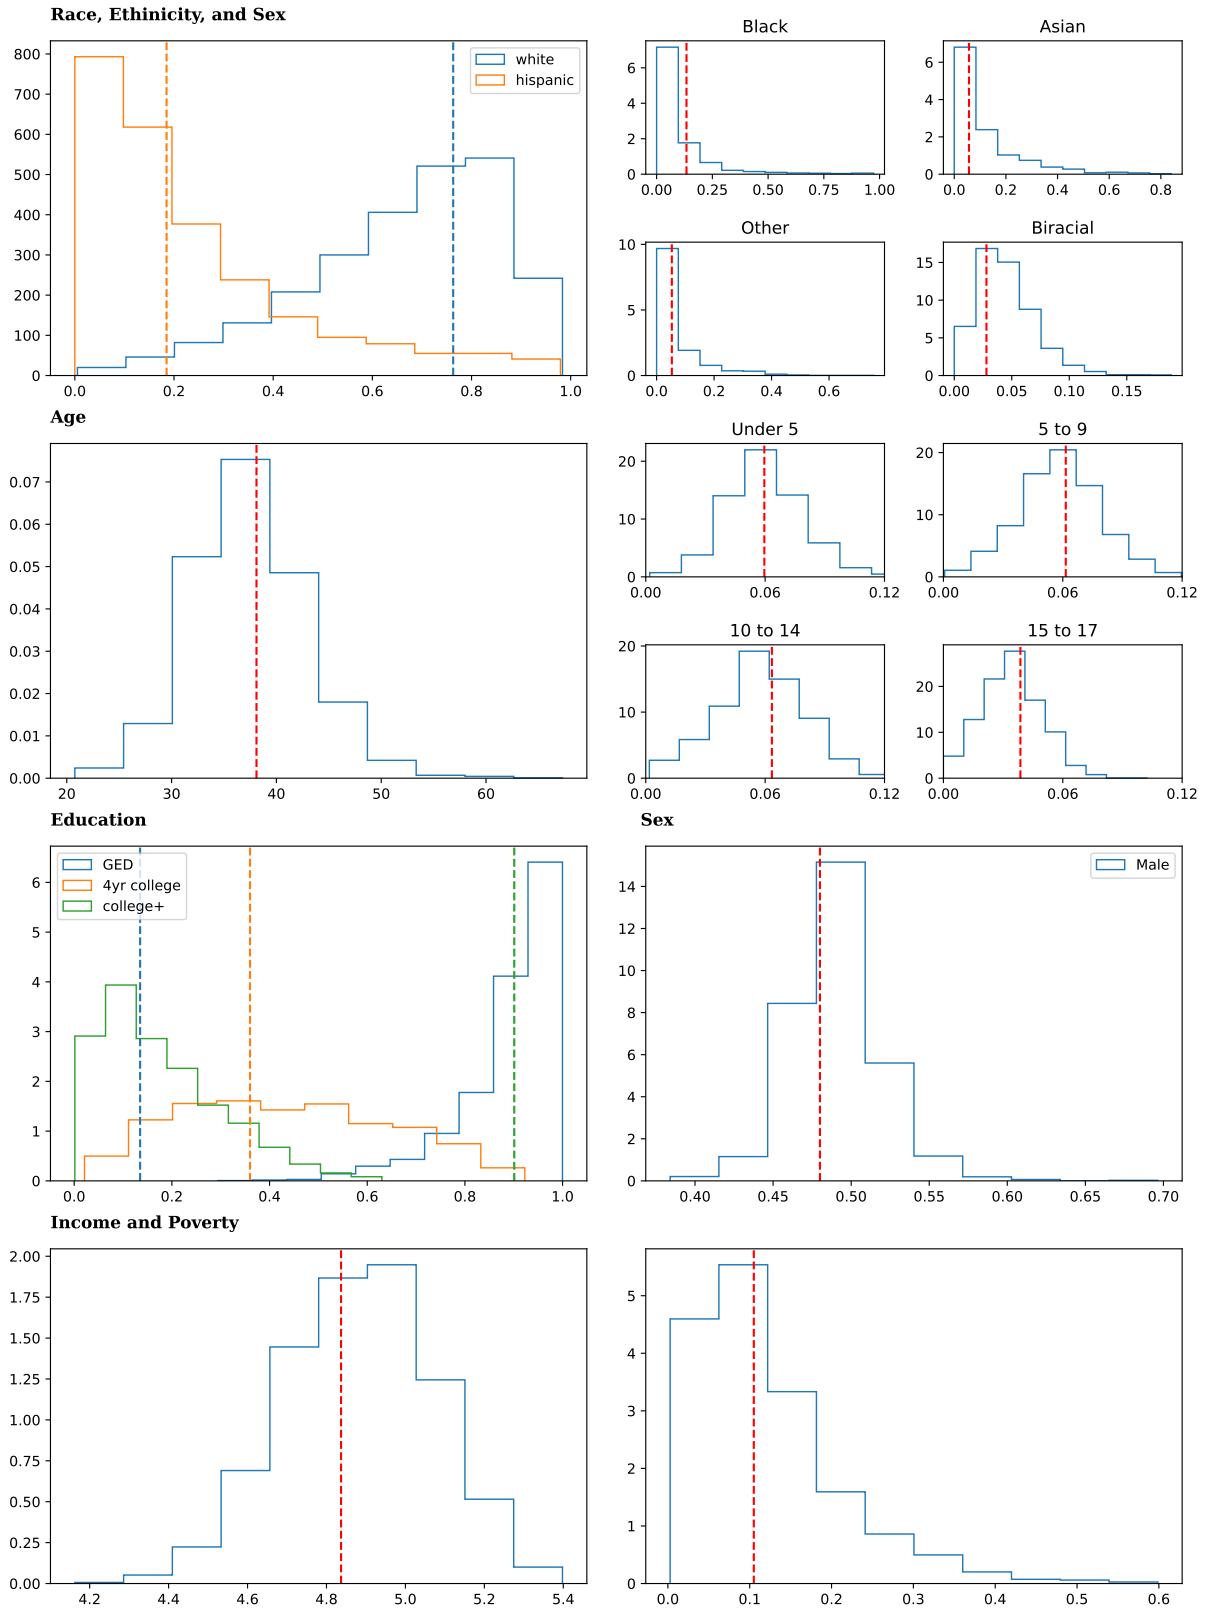 Race, Ethinicity, and Sex
white
hispanic
0 100 200 300 400 500 600 700 800
0.0 0.2 0.4 0.6 0.8 1.0
Black
0 2 4 6
0.00 0.25 0.50 0.75 1.00
Asian
0 2 4 6
0.0 0.2 0.4 0.6 0.8
Other
0 5 10
0.0 0.2 0.4 0.6
Biracial
0 5 10 15
0.00 0.05 0.10 0.15
Age
0.00 0.01 0.02 0.03 0.04 0.05 0.06 0.07
20 30 40 50 60
Under 5
0 10 20
0.00 0.06 0.12
5 to 9
0 10 20
0.00 0.06 0.12
10 to 14
0 10 20
0.00 0.06 0.12
15 to 17
0 10 20
0.00 0.06 0.12
Education
GED
4yr college
college+
0 1 2 3 4 5 6
0.0 0.2 0.4 0.6 0.8 1.0
Sex
Male
0 2 4 6 8 10 12 14
0.40 0.45 0.50 0.55 0.60 0.65 0.70
Income and Poverty
0.00 0.25 0.50 0.75 1.00 1.25 1.50 1.75 2.00
4.2 4.4 4.6 4.8 5.0 5.2 5.4
0 1 2 3 4 5
0.0 0.1 0.2 0.3 0.4 0.5 0.6